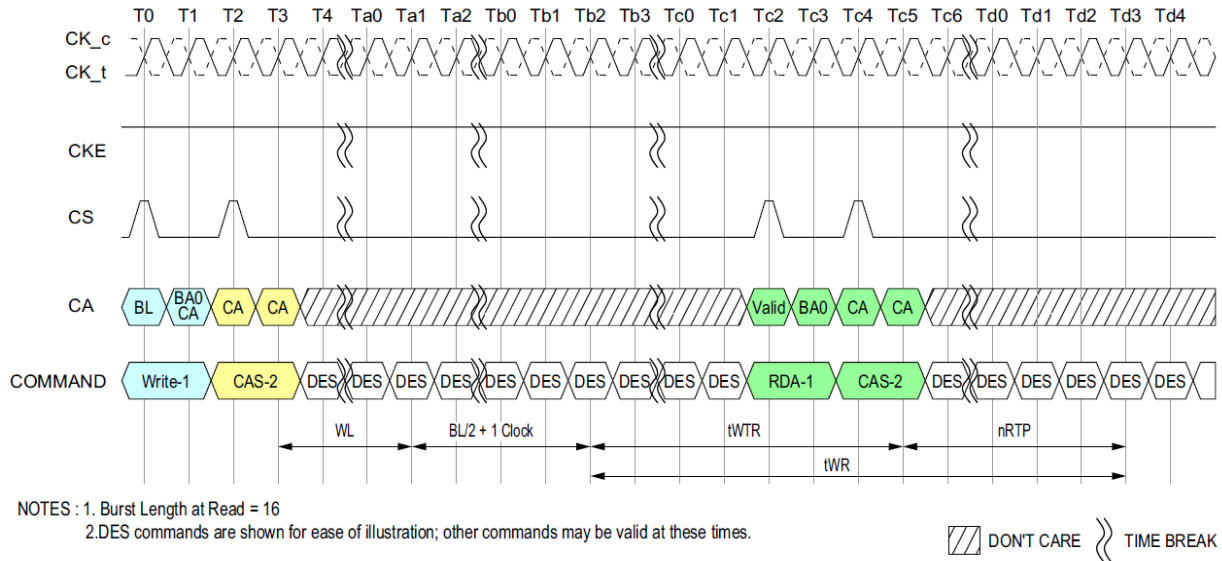 T0 T1 T2 T3 T4 Ta0 Ta1 Ta2 Tb0 Tb1 Tb2 Tb3 Tc0 Tc1 Tc2 Tc3 Tc4 Tc5 Tc6 Td0 Td1 Td2 Td3 Td4
CK_c
CK_t
CKE
CS
CA BL BA0 CA CA CA Valid BA0 CA CA
COMMAND Write-1 CAS-2 DES DES DES DES DES DES DES DES DES DES RDA-1 CAS-2 DES DES DES DES DES DES
WL BL/2 + 1 Clock tWTR nRTP
tWR
NOTES : 1. Burst Length at Read = 16
2.DES commands are shown for ease of illustration; other commands may be valid at these times.
DON'T CARE TIME BREAK